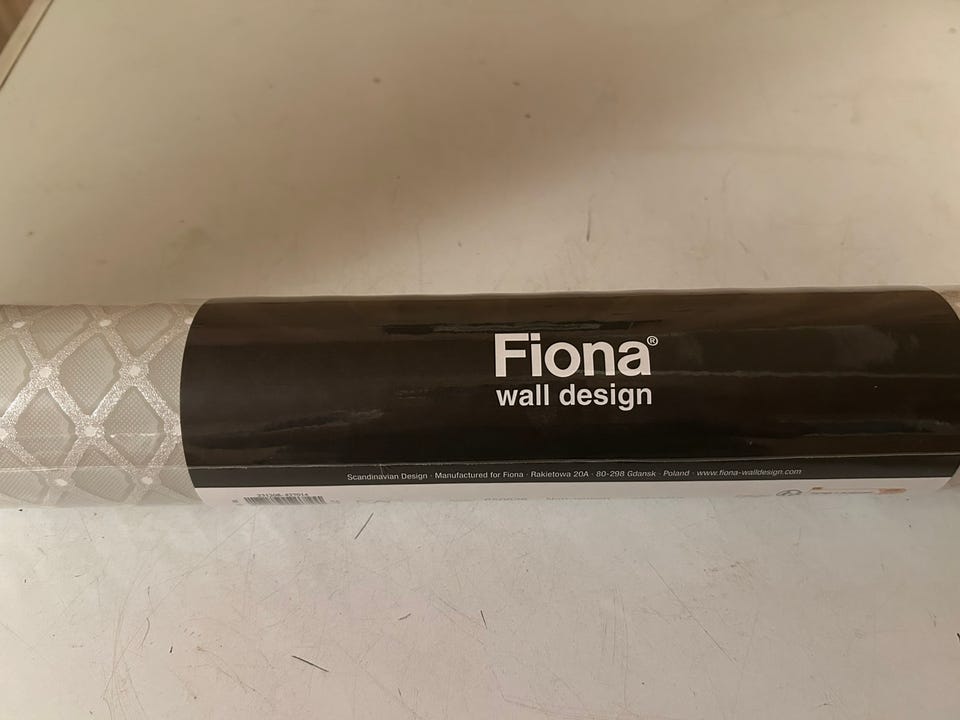 Fiona®
wall design
Scandinavian Design · Manufactured for Fiona · Rakietowa 20A · 80-298 Gdansk · Poland · www.fiona-walldesign.com